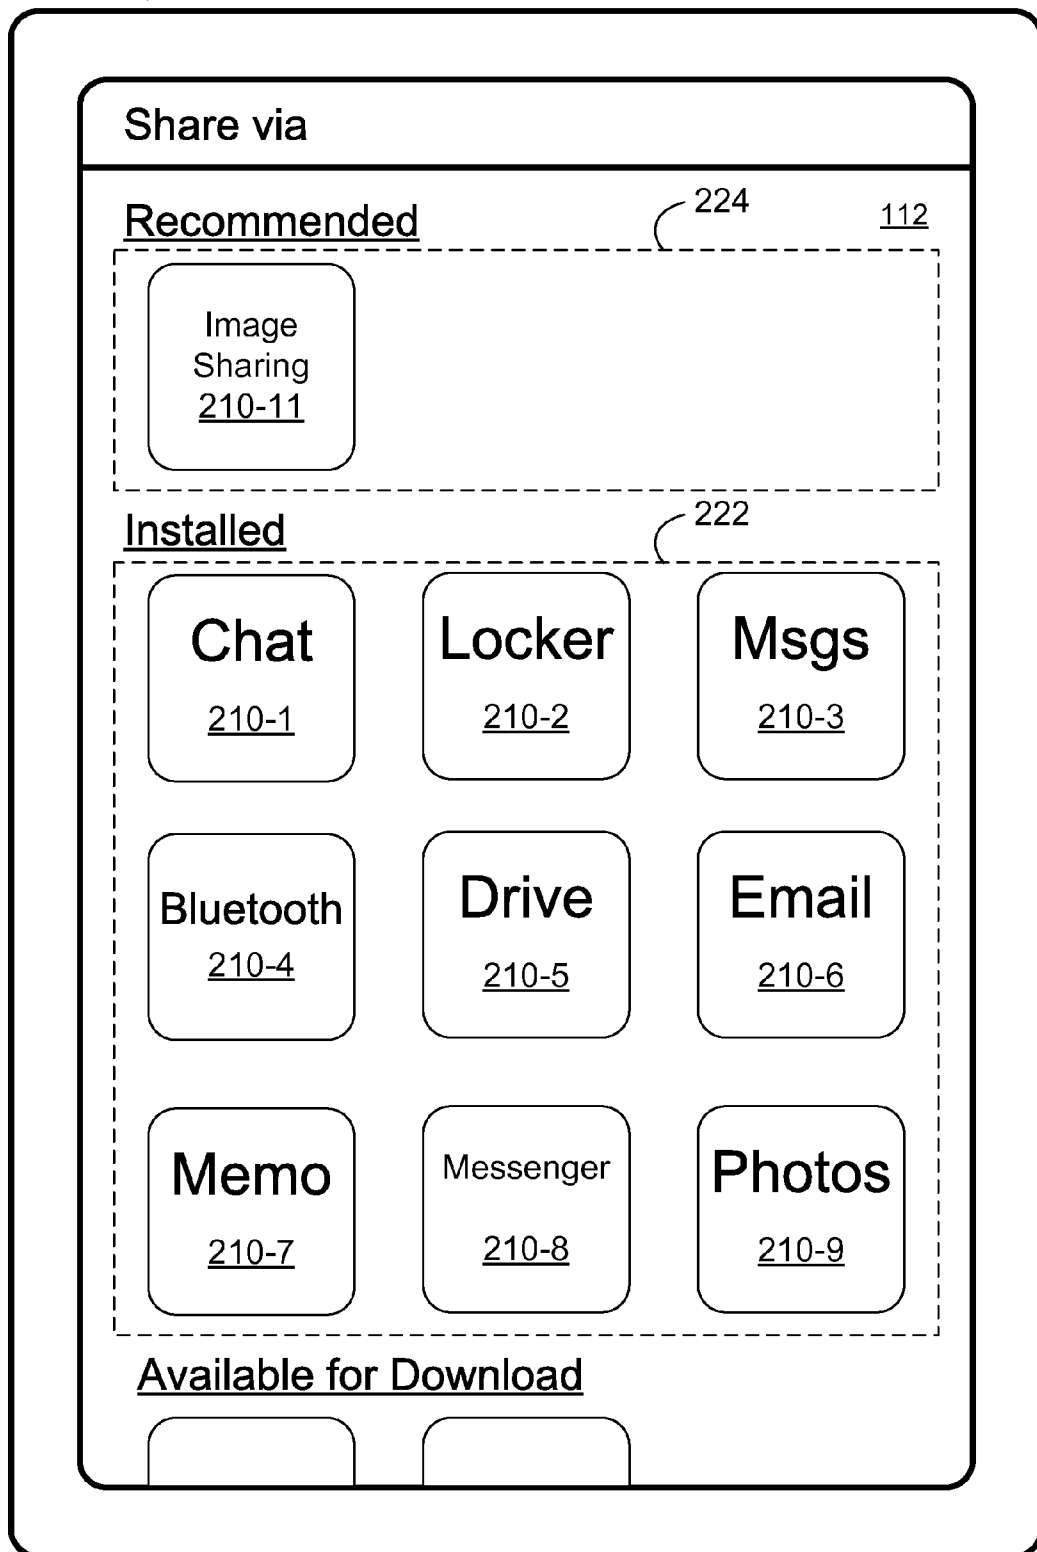 Share via
Recommended
224
112
Image
Sharing
210-11
Installed
222
Chat
210-1
Locker
210-2
Msgs
210-3
Bluetooth
210-4
Drive
210-5
Email
210-6
Memo
210-7
Messenger
210-8
Photos
210-9
Available for Download